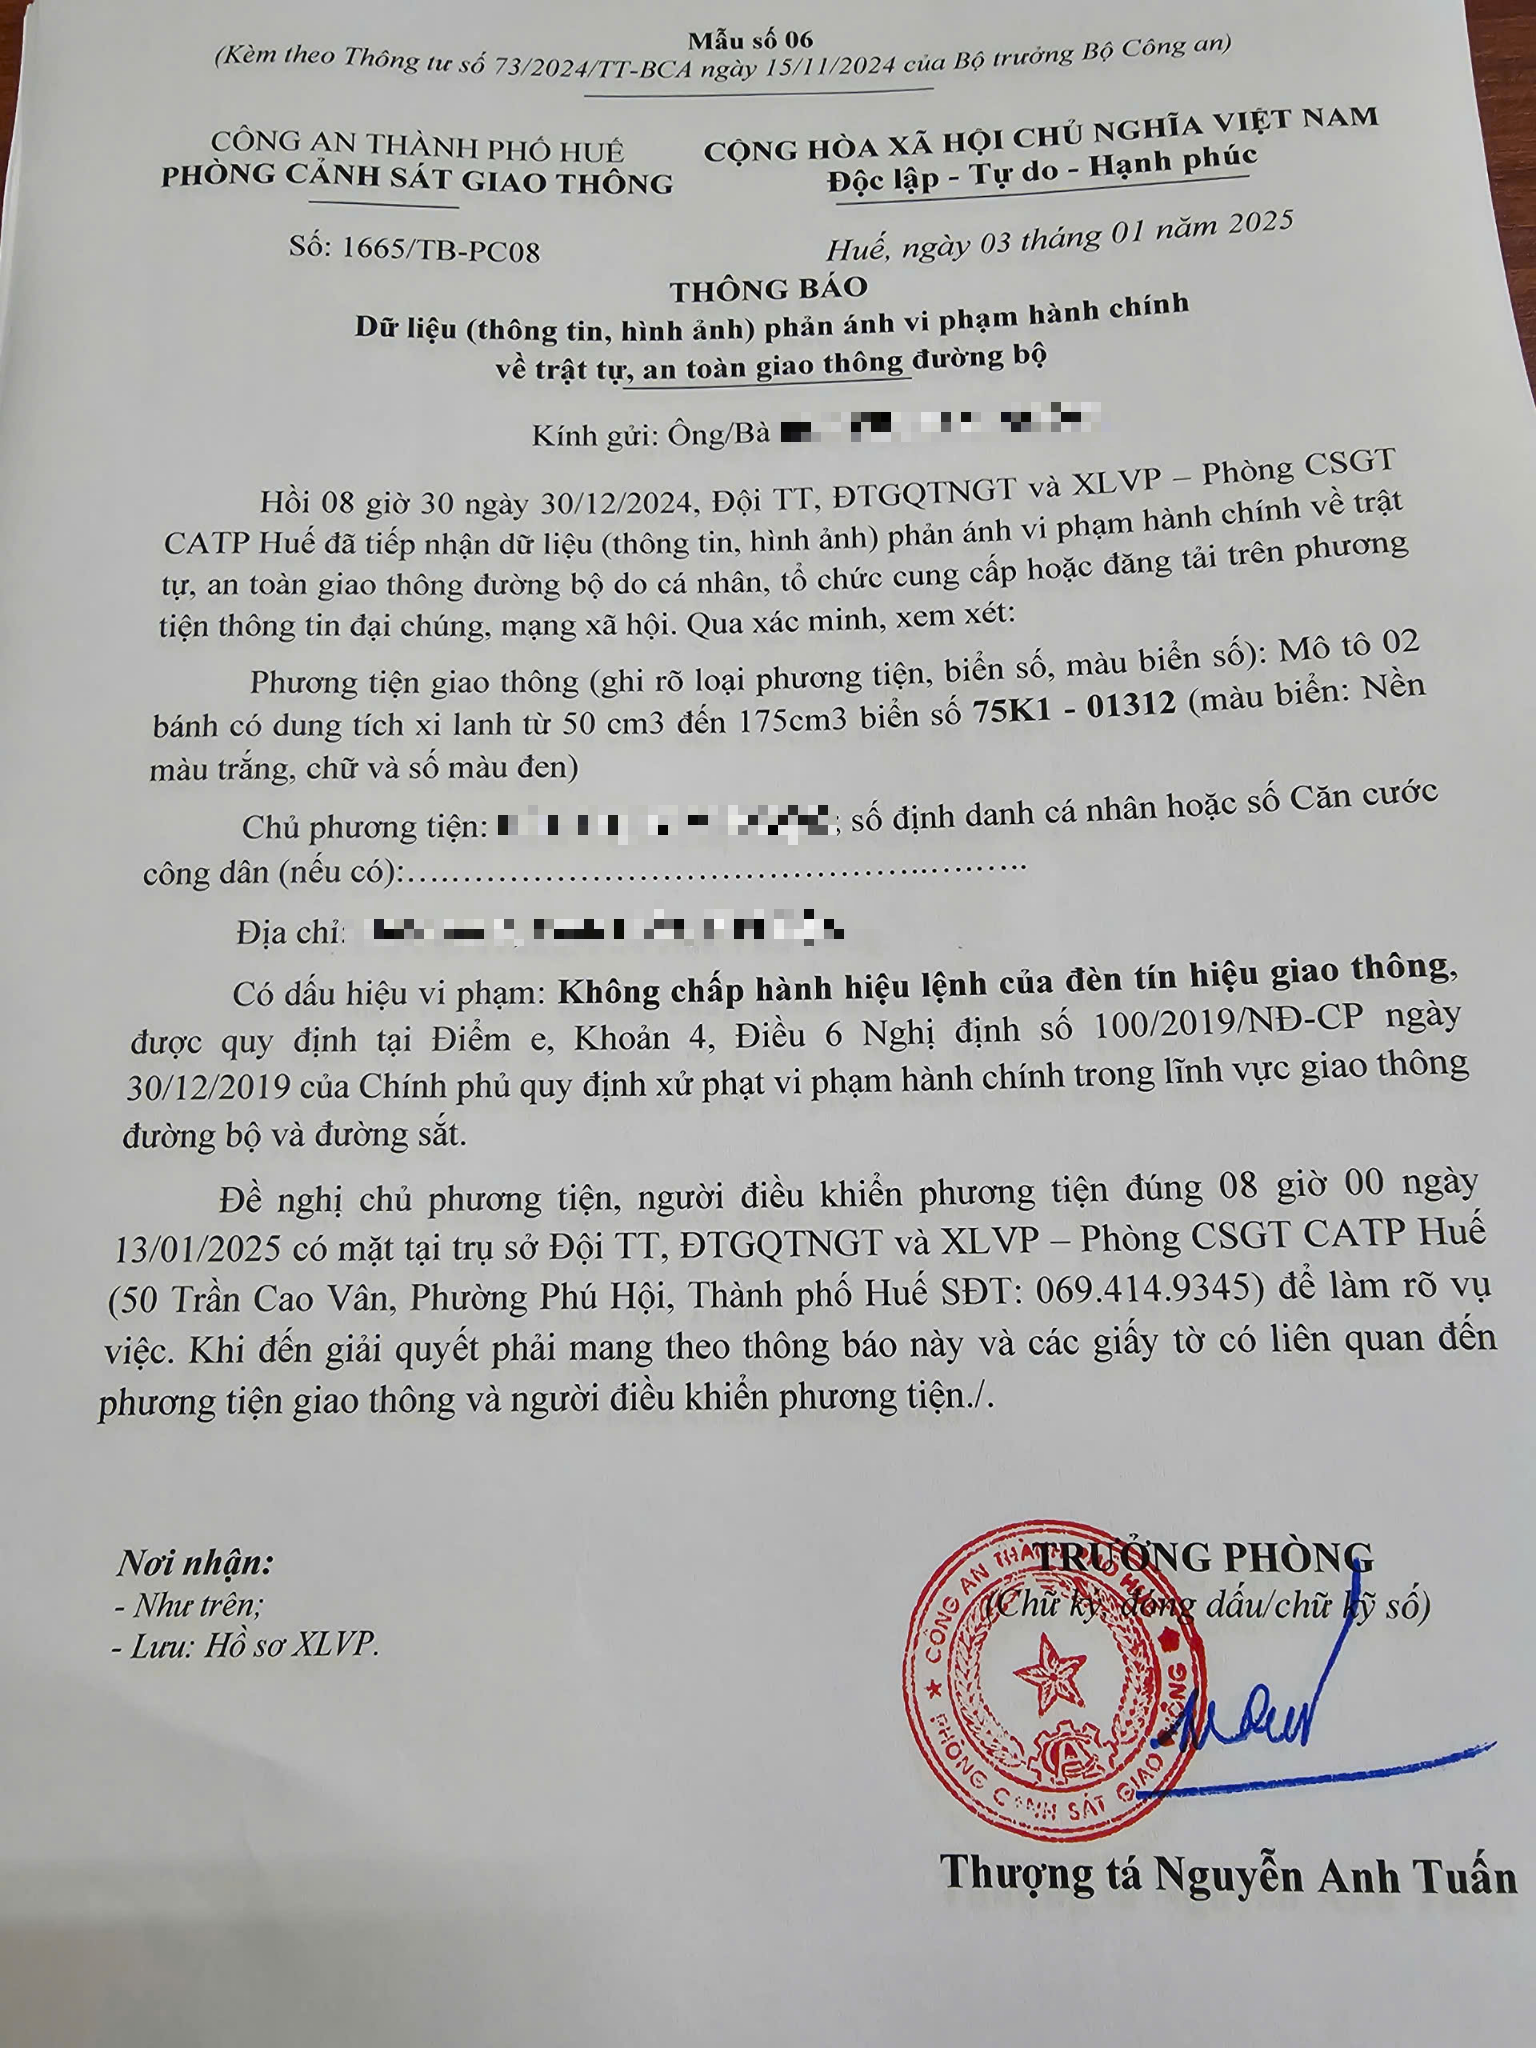 Mẫu số 06
(Kèm theo Thông tư số 73/2024/TT-BCA ngày 15/11/2024 của Bộ trưởng Bộ Công an)
CÔNG AN THÀNH PHỐ HUẾ
PHÒNG CẢNH SÁT GIAO THÔNG
CỘNG HÒA XÃ HỘI CHỦ NGHĨA VIỆT NAM
Độc lập - Tự do - Hạnh phúc
Số: 1665/TB-PC08
Huế, ngày 03 tháng 01 năm 2025
THÔNG BÁO
Dữ liệu (thông tin, hình ảnh) phản ánh vi phạm hành chính
về trật tự, an toàn giao thông đường bộ
Kính gửi: Ông/Bà
Hồi 08 giờ 30 ngày 30/12/2024, Đội TT, ĐTGQTNGT và XLVP – Phòng CSGT
CATP Huế đã tiếp nhận dữ liệu (thông tin, hình ảnh) phản ánh vi phạm hành chính về trật
tự, an toàn giao thông đường bộ do cá nhân, tổ chức cung cấp hoặc đăng tải trên phương
tiện thông tin đại chúng, mạng xã hội. Qua xác minh, xem xét:
Phương tiện giao thông (ghi rõ loại phương tiện, biển số, màu biển số): Mô tô 02
bánh có dung tích xi lanh từ 50 cm3 đến 175cm3 biển số 75K1 - 01312 (màu biển: Nền
màu trắng, chữ và số màu đen)
Chủ phương tiện: ; số định danh cá nhân hoặc số Căn cước
công dân (nếu có):.................................................................
Địa chỉ:
Có dấu hiệu vi phạm: Không chấp hành hiệu lệnh của đèn tín hiệu giao thông,
được quy định tại Điểm e, Khoản 4, Điều 6 Nghị định số 100/2019/NĐ-CP ngày
30/12/2019 của Chính phủ quy định xử phạt vi phạm hành chính trong lĩnh vực giao thông
đường bộ và đường sắt.
Đề nghị chủ phương tiện, người điều khiển phương tiện đúng 08 giờ 00 ngày
13/01/2025 có mặt tại trụ sở Đội TT, ĐTGQTNGT và XLVP – Phòng CSGT CATP Huế
(50 Trần Cao Vân, Phường Phú Hội, Thành phố Huế SĐT: 069.414.9345) để làm rõ vụ
việc. Khi đến giải quyết phải mang theo thông báo này và các giấy tờ có liên quan đến
phương tiện giao thông và người điều khiển phương tiện./.
Nơi nhận:
- Như trên;
- Lưu: Hồ sơ XLVP.
TRƯỞNG PHÒNG
(Chữ ký, đóng dấu/chữ ký số)
CÔNG AN THÀNH PHỐ HUẾ
PHÒNG CẢNH SÁT GIAO THÔNG
Thượng tá Nguyễn Anh Tuấn